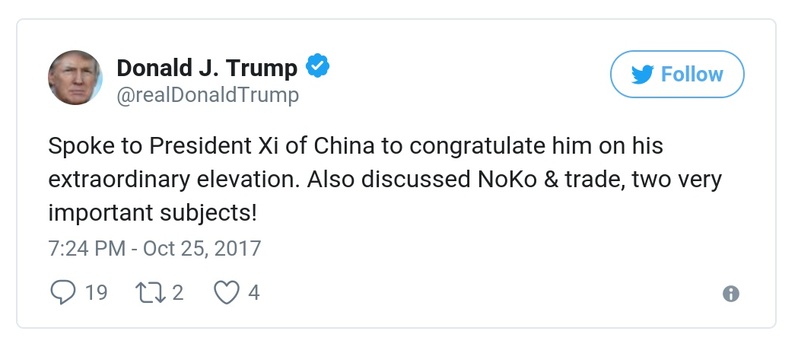 Donald J. Trump
@realDonaldTrump
Follow
Spoke to President Xi of China to congratulate him on his
extraordinary elevation. Also discussed NoKo & trade, two very
important subjects!
7:24 PM - Oct 25, 2017
19 2 4